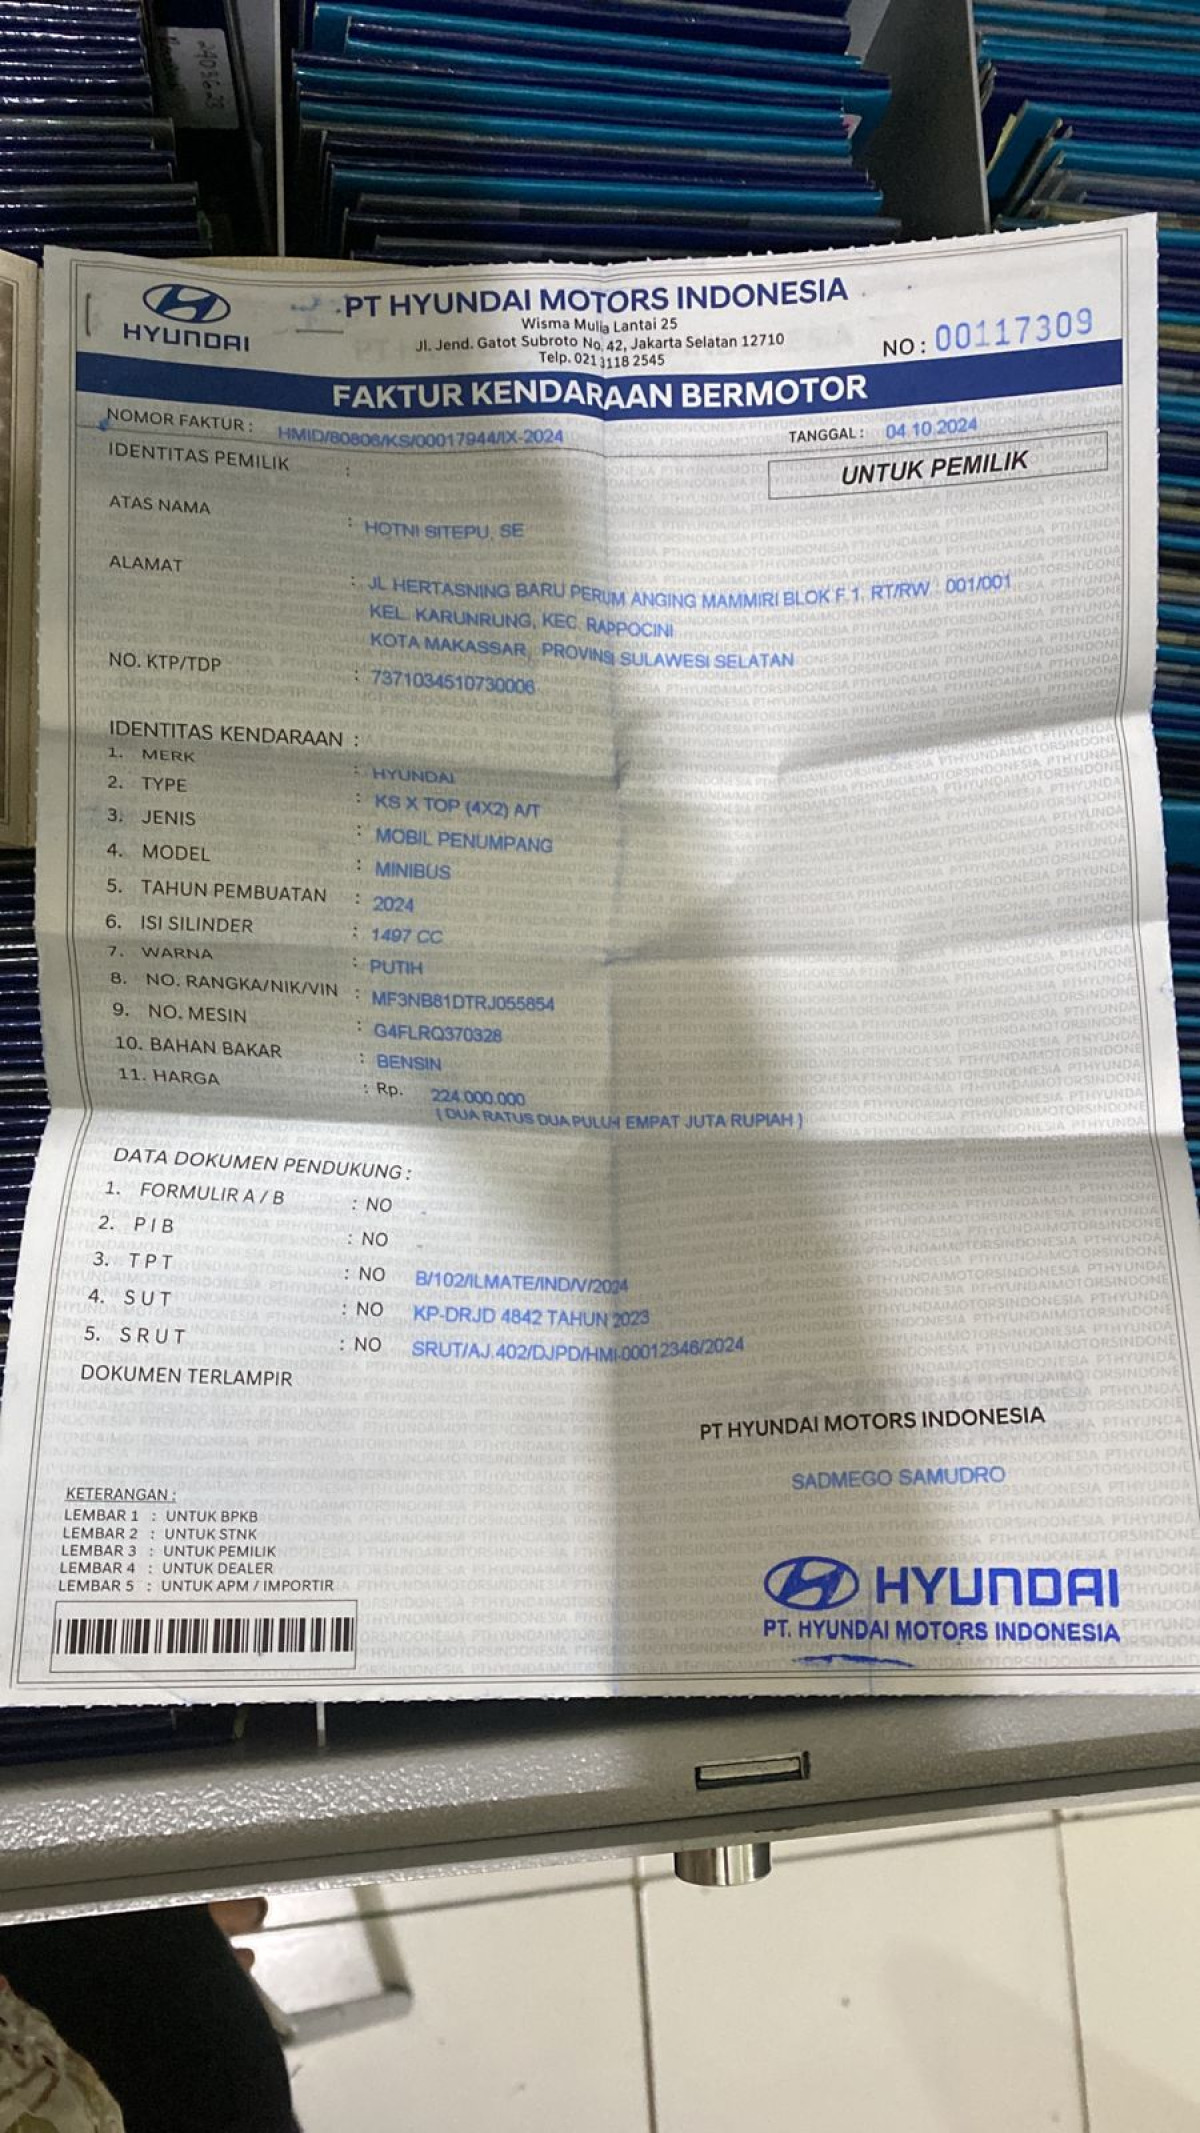 HYUNDAI
PT HYUNDAI MOTORS INDONESIA
Wisma Mulia Lantai 25
Jl. Jend. Gatot Subroto No. 42, Jakarta Selatan 12710
Telp. 021 3118 2545
NO : 00117309
FAKTUR KENDARAAN BERMOTOR
NOMOR FAKTUR : HMID/80806/KS/00017944/IX-2024
TANGGAL : 04.10.2024
IDENTITAS PEMILIK :
UNTUK PEMILIK
ATAS NAMA : HOTNI SITEPU, SE
ALAMAT : JL HERTASNING BARU PERUM ANGING MAMMIRI BLOK F.1, RT/RW : 001/001
KEL. KARUNRUNG, KEC. RAPPOCINI
KOTA MAKASSAR, PROVINSI SULAWESI SELATAN
NO. KTP/TDP : 7371034510730006
IDENTITAS KENDARAAN :
1. MERK : HYUNDAI
2. TYPE : KS X TOP (4X2) A/T
3. JENIS : MOBIL PENUMPANG
4. MODEL : MINIBUS
5. TAHUN PEMBUATAN : 2024
6. ISI SILINDER : 1497 CC
7. WARNA : PUTIH
8. NO. RANGKA/NIK/VIN : MF3NB81DTRJ055854
9. NO. MESIN : G4FLRQ370328
10. BAHAN BAKAR : BENSIN
11. HARGA : Rp. 224.000.000
( DUA RATUS DUA PULUH EMPAT JUTA RUPIAH )
DATA DOKUMEN PENDUKUNG :
1. FORMULIR A / B : NO -
2. P I B : NO -
3. T P T : NO B/102/ILMATE/IND/V/2024
4. S U T : NO KP-DRJD 4842 TAHUN 2023
5. S R U T : NO SRUT/AJ.402/DJPD/HMI-00012346/2024
DOKUMEN TERLAMPIR
PT HYUNDAI MOTORS INDONESIA
SADMEGO SAMUDRO
KETERANGAN :
LEMBAR 1 : UNTUK BPKB
LEMBAR 2 : UNTUK STNK
LEMBAR 3 : UNTUK PEMILIK
LEMBAR 4 : UNTUK DEALER
LEMBAR 5 : UNTUK APM / IMPORTIR
HYUNDAI
PT. HYUNDAI MOTORS INDONESIA